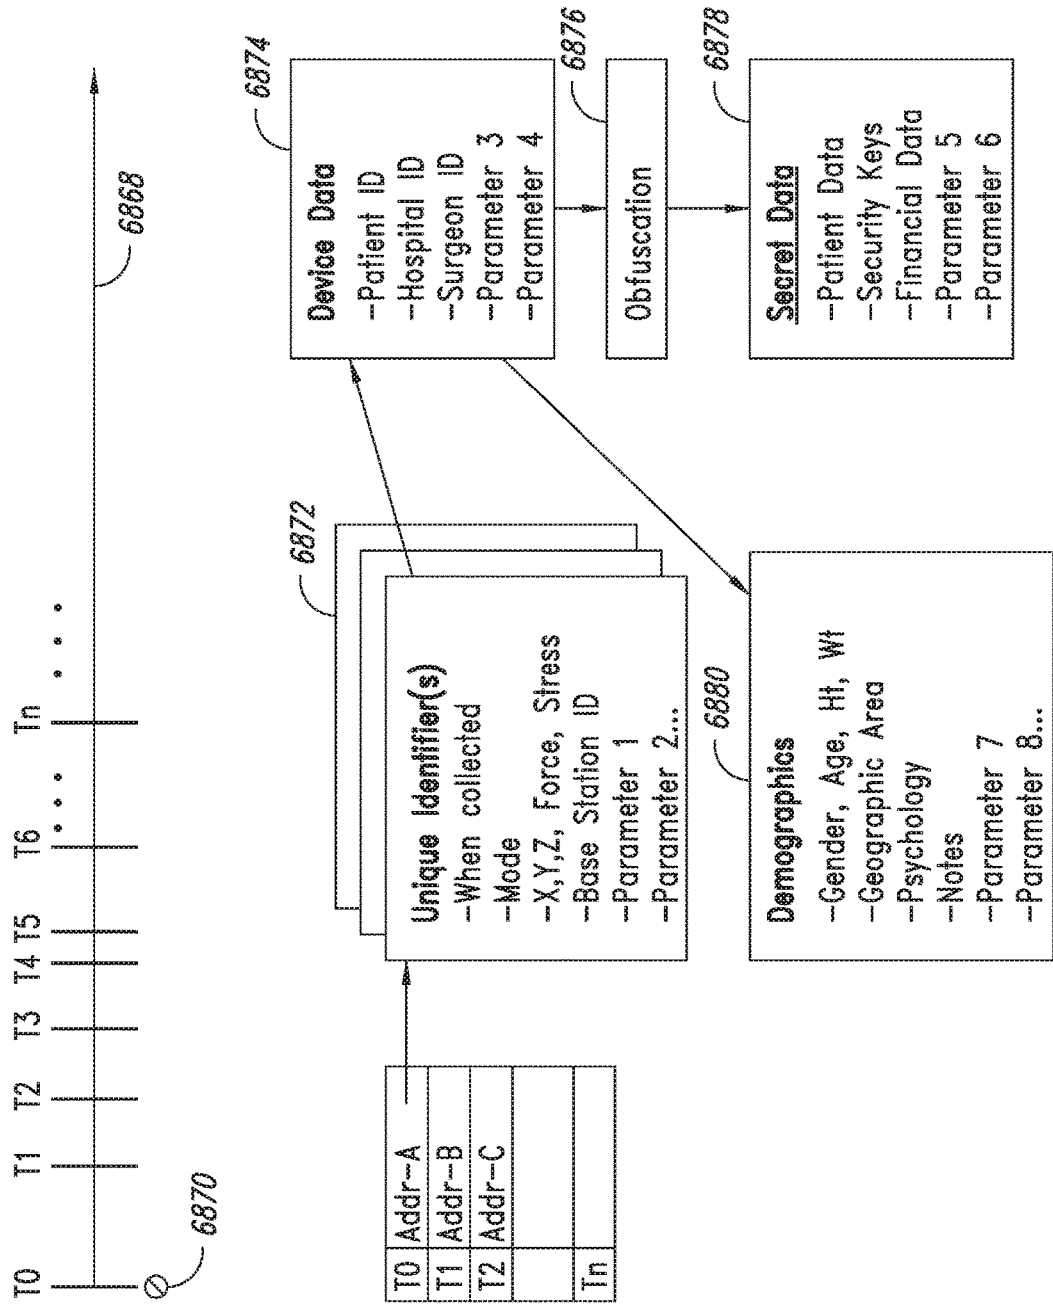 T0 T1 T2 T3 T4 T5 T6 • • • Tn • • •
6868
6870
T0 Addr-A
T1 Addr-B
T2 Addr-C
Tn
6872
Unique Identifier(s)
-When collected
-Mode
-X,Y,Z, Force, Stress
-Base Station ID
-Parameter 1
-Parameter 2...
6874
Device Data
-Patient ID
-Hospital ID
-Surgeon ID
-Parameter 3
-Parameter 4
6876
Obfuscation
6878
Secret Data
-Patient Data
-Security Keys
-Financial Data
-Parameter 5
-Parameter 6
6880
Demographics
-Gender, Age, Ht, Wt
-Geographic Area
-Psychology
-Notes
-Parameter 7
-Parameter 8...